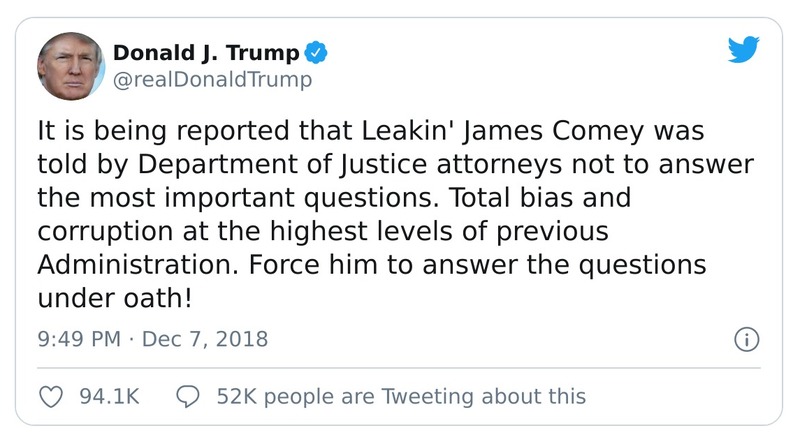 Donald J. Trump
@realDonaldTrump
It is being reported that Leakin' James Comey was
told by Department of Justice attorneys not to answer
the most important questions. Total bias and
corruption at the highest levels of previous
Administration. Force him to answer the questions
under oath!
9:49 PM · Dec 7, 2018
94.1K
52K people are Tweeting about this